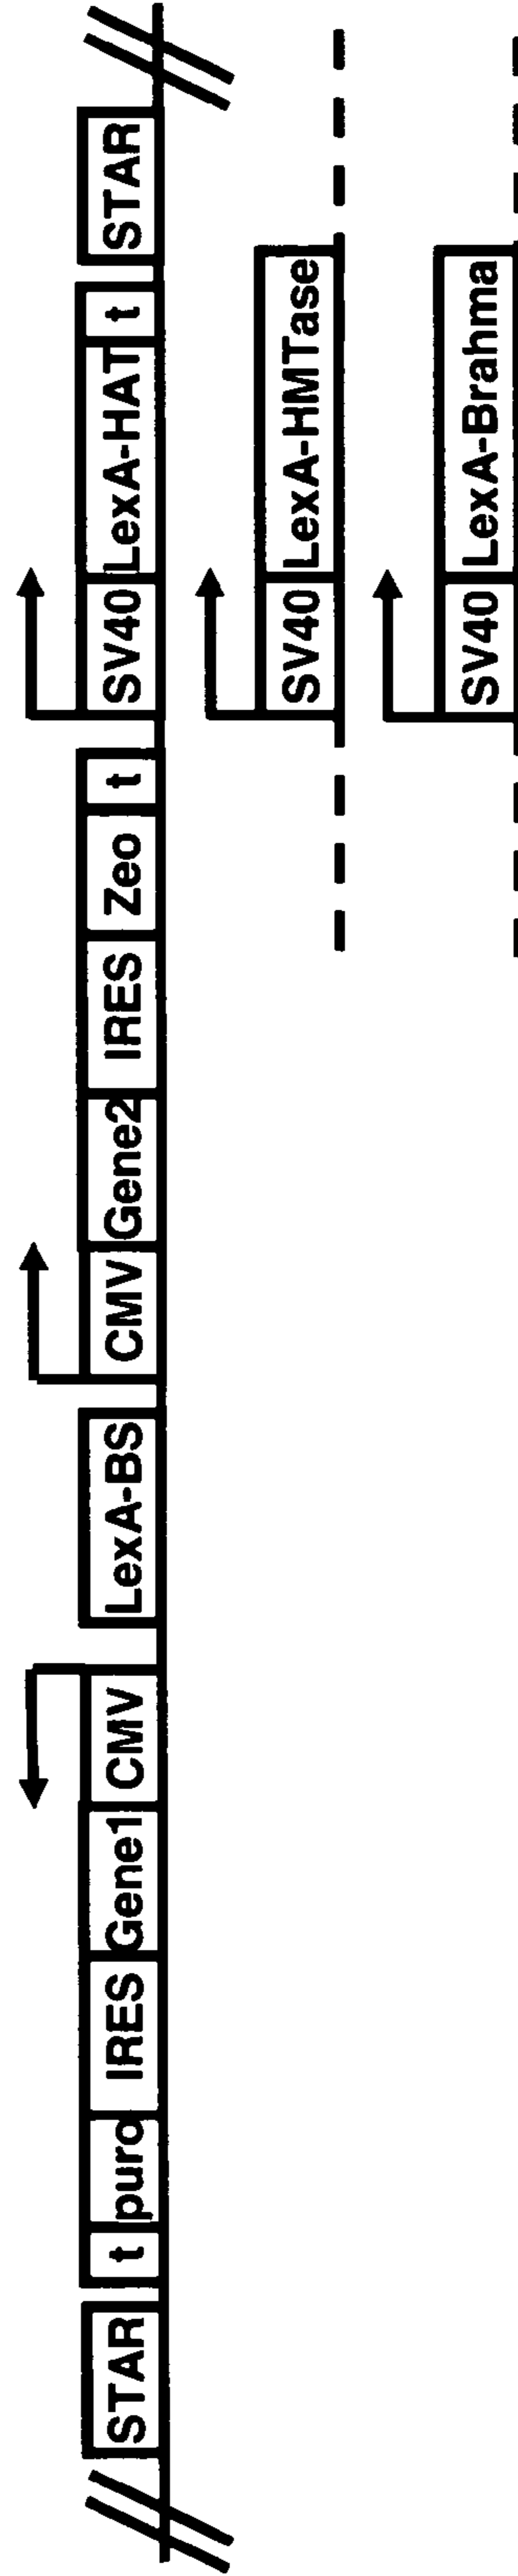 STAR t puro IRES Gene1 CMV LexA-BS CMV Gene2 IRES Zeo t SV40 LexA-HAT t STAR
SV40 LexA-HMTase
SV40 LexA-Brahma